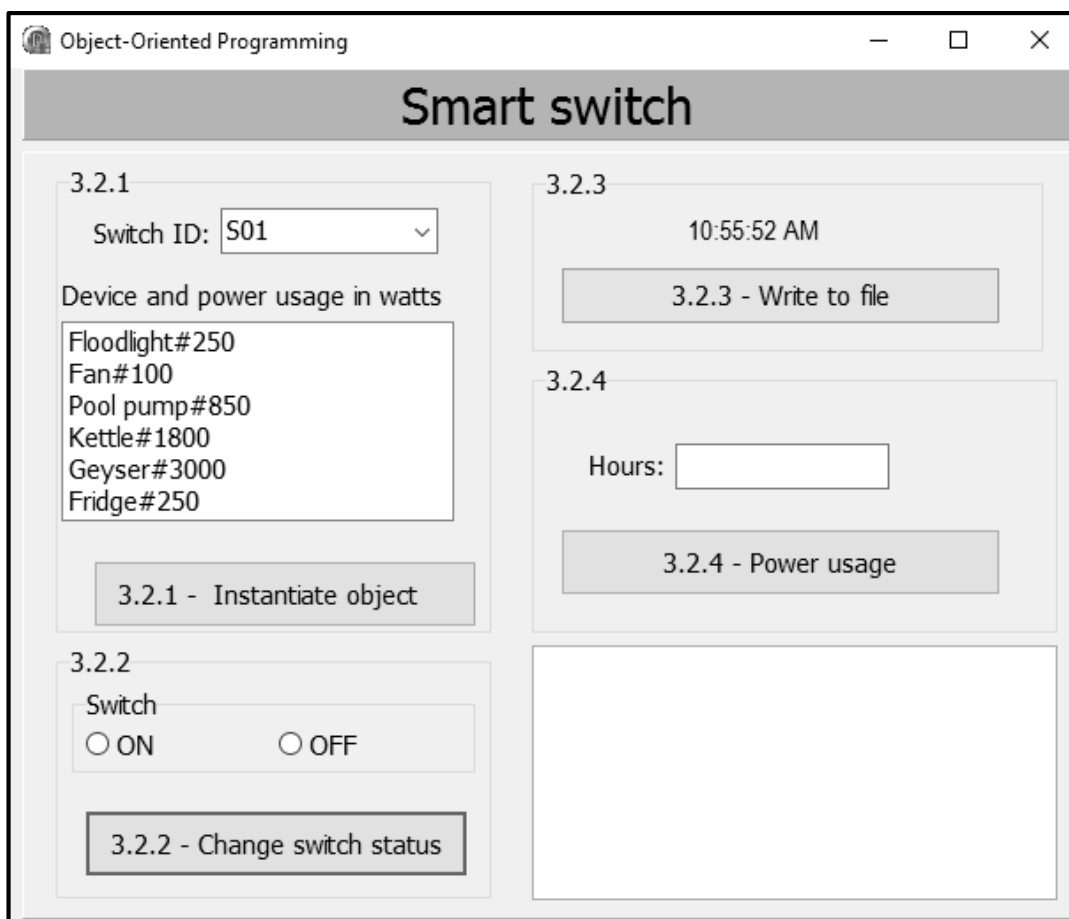 Object-Oriented Programming
Smart switch
3.2.1
Switch ID: S01
Device and power usage in watts
Floodlight#250
Fan#100
Pool pump#850
Kettle#1800
Geyser#3000
Fridge#250
3.2.1 - Instantiate object
3.2.2
Switch
ON OFF
3.2.2 - Change switch status
3.2.3
10:55:52 AM
3.2.3 - Write to file
3.2.4
Hours:
3.2.4 - Power usage